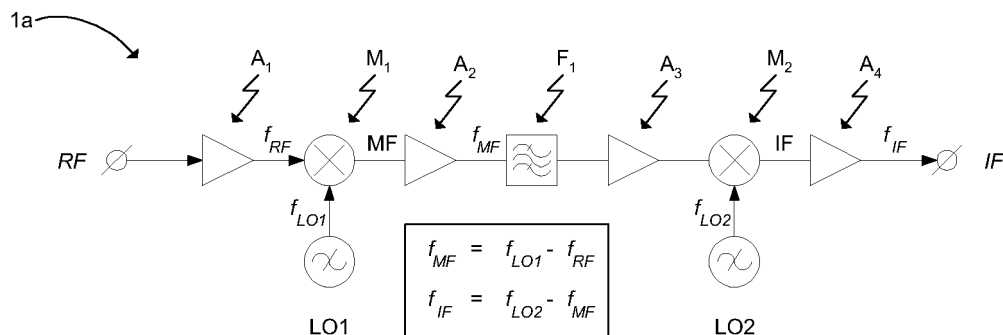 1a
A1 M1 A2 F1 A3 M2 A4
RF fRF MF fMF IF fIF IF
fLO1 fLO2
fMF = fLO1 - fRF
fIF = fLO2 - fMF
LO1 LO2